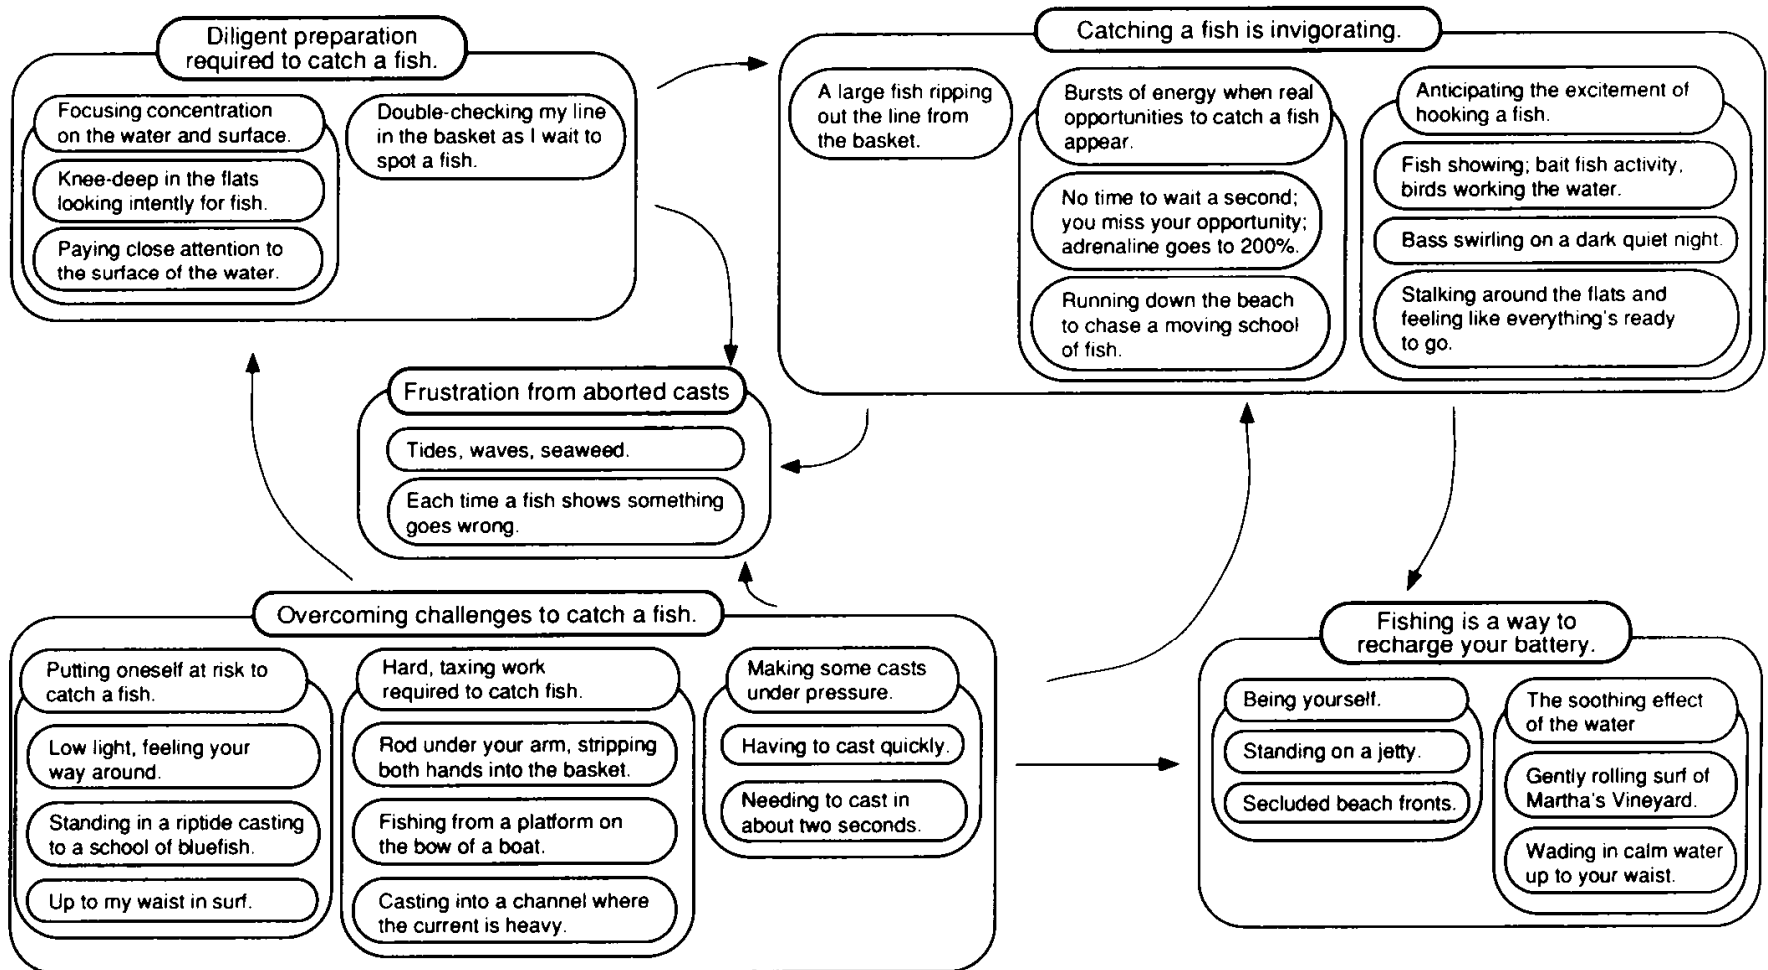 Diligent preparation
required to catch a fish.
Focusing concentration
on the water and surface.
Knee-deep in the flats
looking intently for fish.
Paying close attention to
the surface of the water.
Double-checking my line
in the basket as I wait to
spot a fish.
Catching a fish is invigorating.
A large fish ripping
out the line from
the basket.
Bursts of energy when real
opportunities to catch a fish
appear.
No time to wait a second;
you miss your opportunity;
adrenaline goes to 200%.
Running down the beach
to chase a moving school
of fish.
Anticipating the excitement of
hooking a fish.
Fish showing; bait fish activity,
birds working the water.
Bass swirling on a dark quiet night.
Stalking around the flats and
feeling like everything's ready
to go.
Frustration from aborted casts
Tides, waves, seaweed.
Each time a fish shows something
goes wrong.
Overcoming challenges to catch a fish.
Putting oneself at risk to
catch a fish.
Low light, feeling your
way around.
Standing in a riptide casting
to a school of bluefish.
Up to my waist in surf.
Hard, taxing work
required to catch fish.
Rod under your arm, stripping
both hands into the basket.
Fishing from a platform on
the bow of a boat.
Casting into a channel where
the current is heavy.
Making some casts
under pressure.
Having to cast quickly.
Needing to cast in
about two seconds.
Fishing is a way to
recharge your battery.
Being yourself.
Standing on a jetty.
Secluded beach fronts.
The soothing effect
of the water
Gently rolling surf of
Martha's Vineyard.
Wading in calm water
up to your waist.